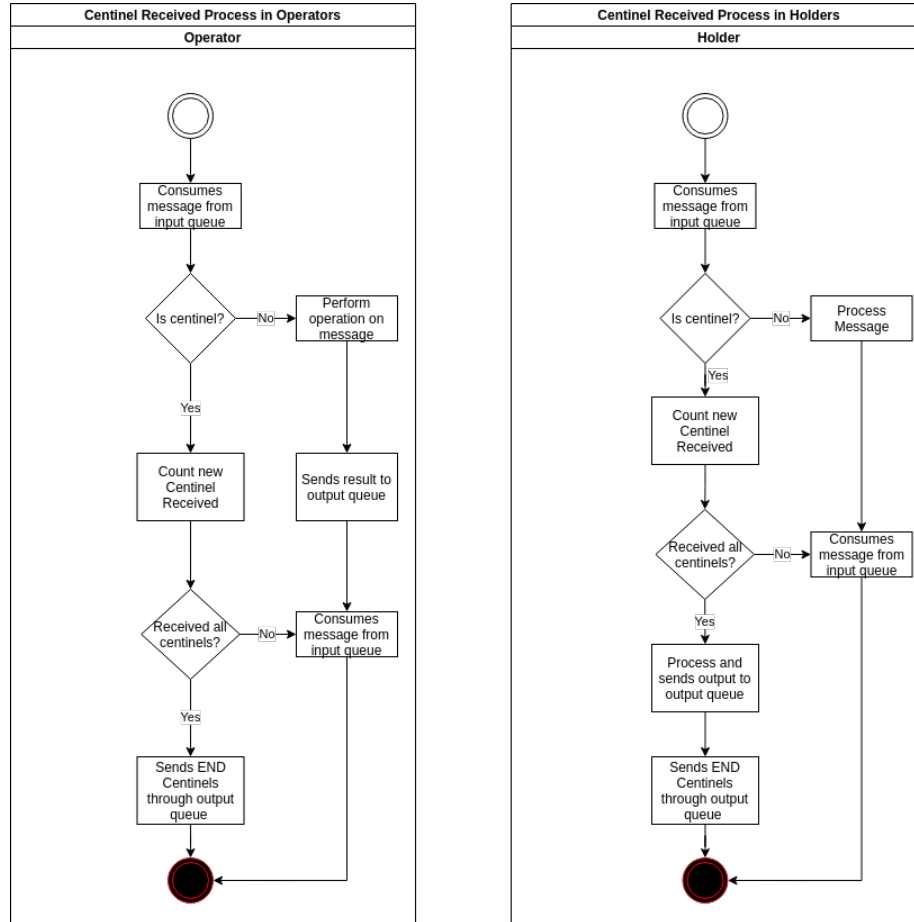 Centinel Received Process in Operators
Operator
Consumes
message from
input queue
Is centinel?
No
Perform
operation on
message
Yes
Count new
Centinel
Received
Sends result to
output queue
Received all
centinels?
No
Consumes
message from
input queue
Yes
Sends END
Centinels
through output
queue
Centinel Received Process in Holders
Holder
Consumes
message from
input queue
Is centinel?
No
Process
Message
Yes
Count new
Centinel
Received
Received all
centinels?
No
Consumes
message from
input queue
Yes
Process and
sends output to
output queue
Sends END
Centinels
through output
queue